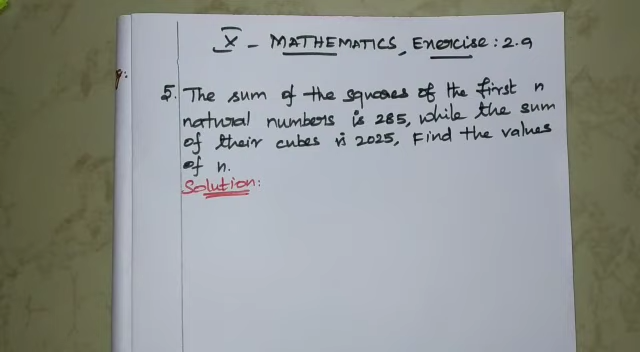 X - MATHEMATICS, Exercise: 2.9
5. The sum of the squares of the first n
natural numbers is 285, while the sum
of their cubes is 2025, Find the values
of n.
Solution: